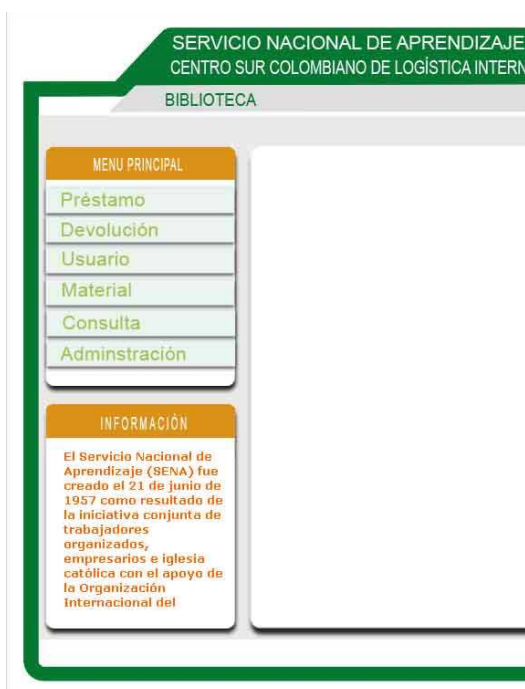 SERVICIO NACIONAL DE APRENDIZAJE
CENTRO SUR COLOMBIANO DE LOGÍSTICA INTERN
BIBLIOTECA
MENU PRINCIPAL
Préstamo
Devolución
Usuario
Material
Consulta
Adminstración
INFORMACIÓN
El Servicio Nacional de
Aprendizaje (SENA) fue
creado el 21 de junio de
1957 como resultado de
la iniciativa conjunta de
trabajadores
organizados,
empresarios e iglesia
católica con el apoyo de
la Organización
Internacional del